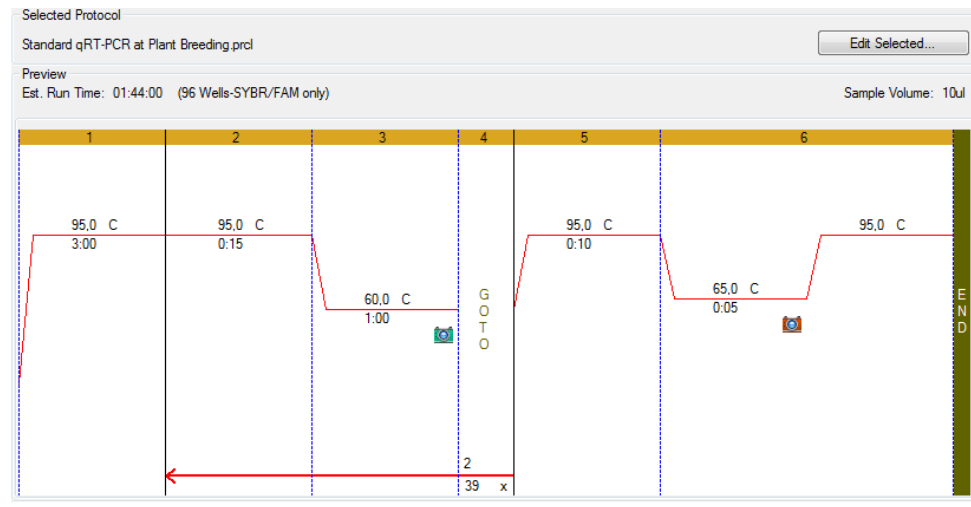 Selected Protocol
Standard qRT-PCR at Plant Breeding.prcl
Edit Selected...
Preview
Est. Run Time: 01:44:00 (96 Wells-SYBR/FAM only)
Sample Volume: 10ul
1 2 3 4 5 6
95,0 C 95,0 C 95,0 C 95,0 C
3:00 0:15 0:10
60,0 C 65,0 C
1:00 0:05
GOTO
END
2
39 x